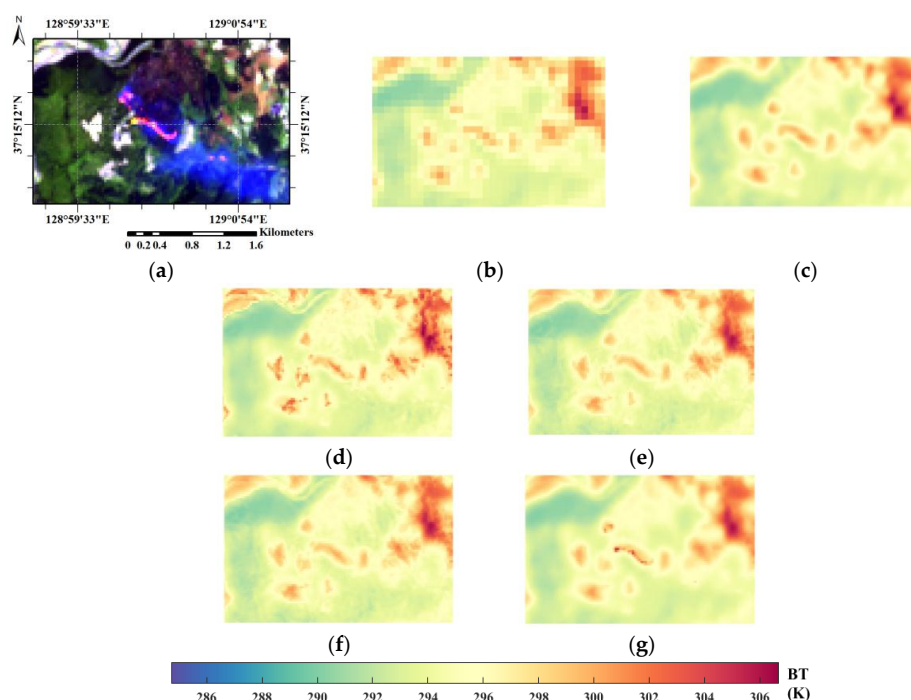 N
128°59'33"E 129°0'54"E
37°15'12"N
37°15'12"N
128°59'33"E 129°0'54"E
Kilometers
0 0.2 0.4 0.8 1.2 1.6
(a) (b) (c)
(d) (e)
(f) (g)
BT
(K)
286 288 290 292 294 296 298 300 302 304 306